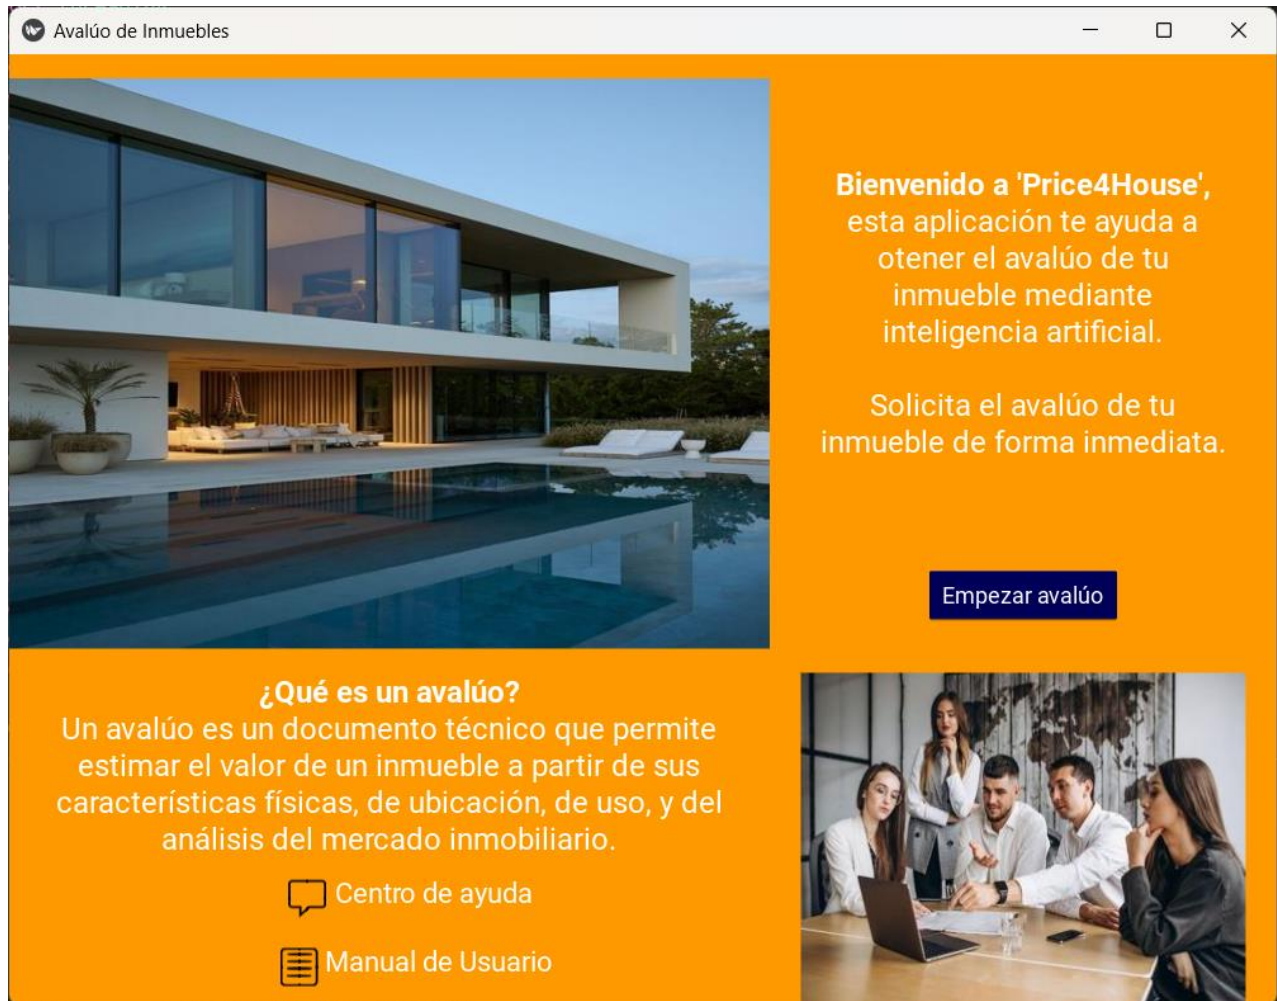 Avalúo de Inmuebles
Bienvenido a 'Price4House',
esta aplicación te ayuda a
otener el avalúo de tu
inmueble mediante
inteligencia artificial.
Solicita el avalúo de tu
inmueble de forma inmediata.
Empezar avalúo
¿Qué es un avalúo?
Un avalúo es un documento técnico que permite
estimar el valor de un inmueble a partir de sus
características físicas, de ubicación, de uso, y del
análisis del mercado inmobiliario.
Centro de ayuda
Manual de Usuario